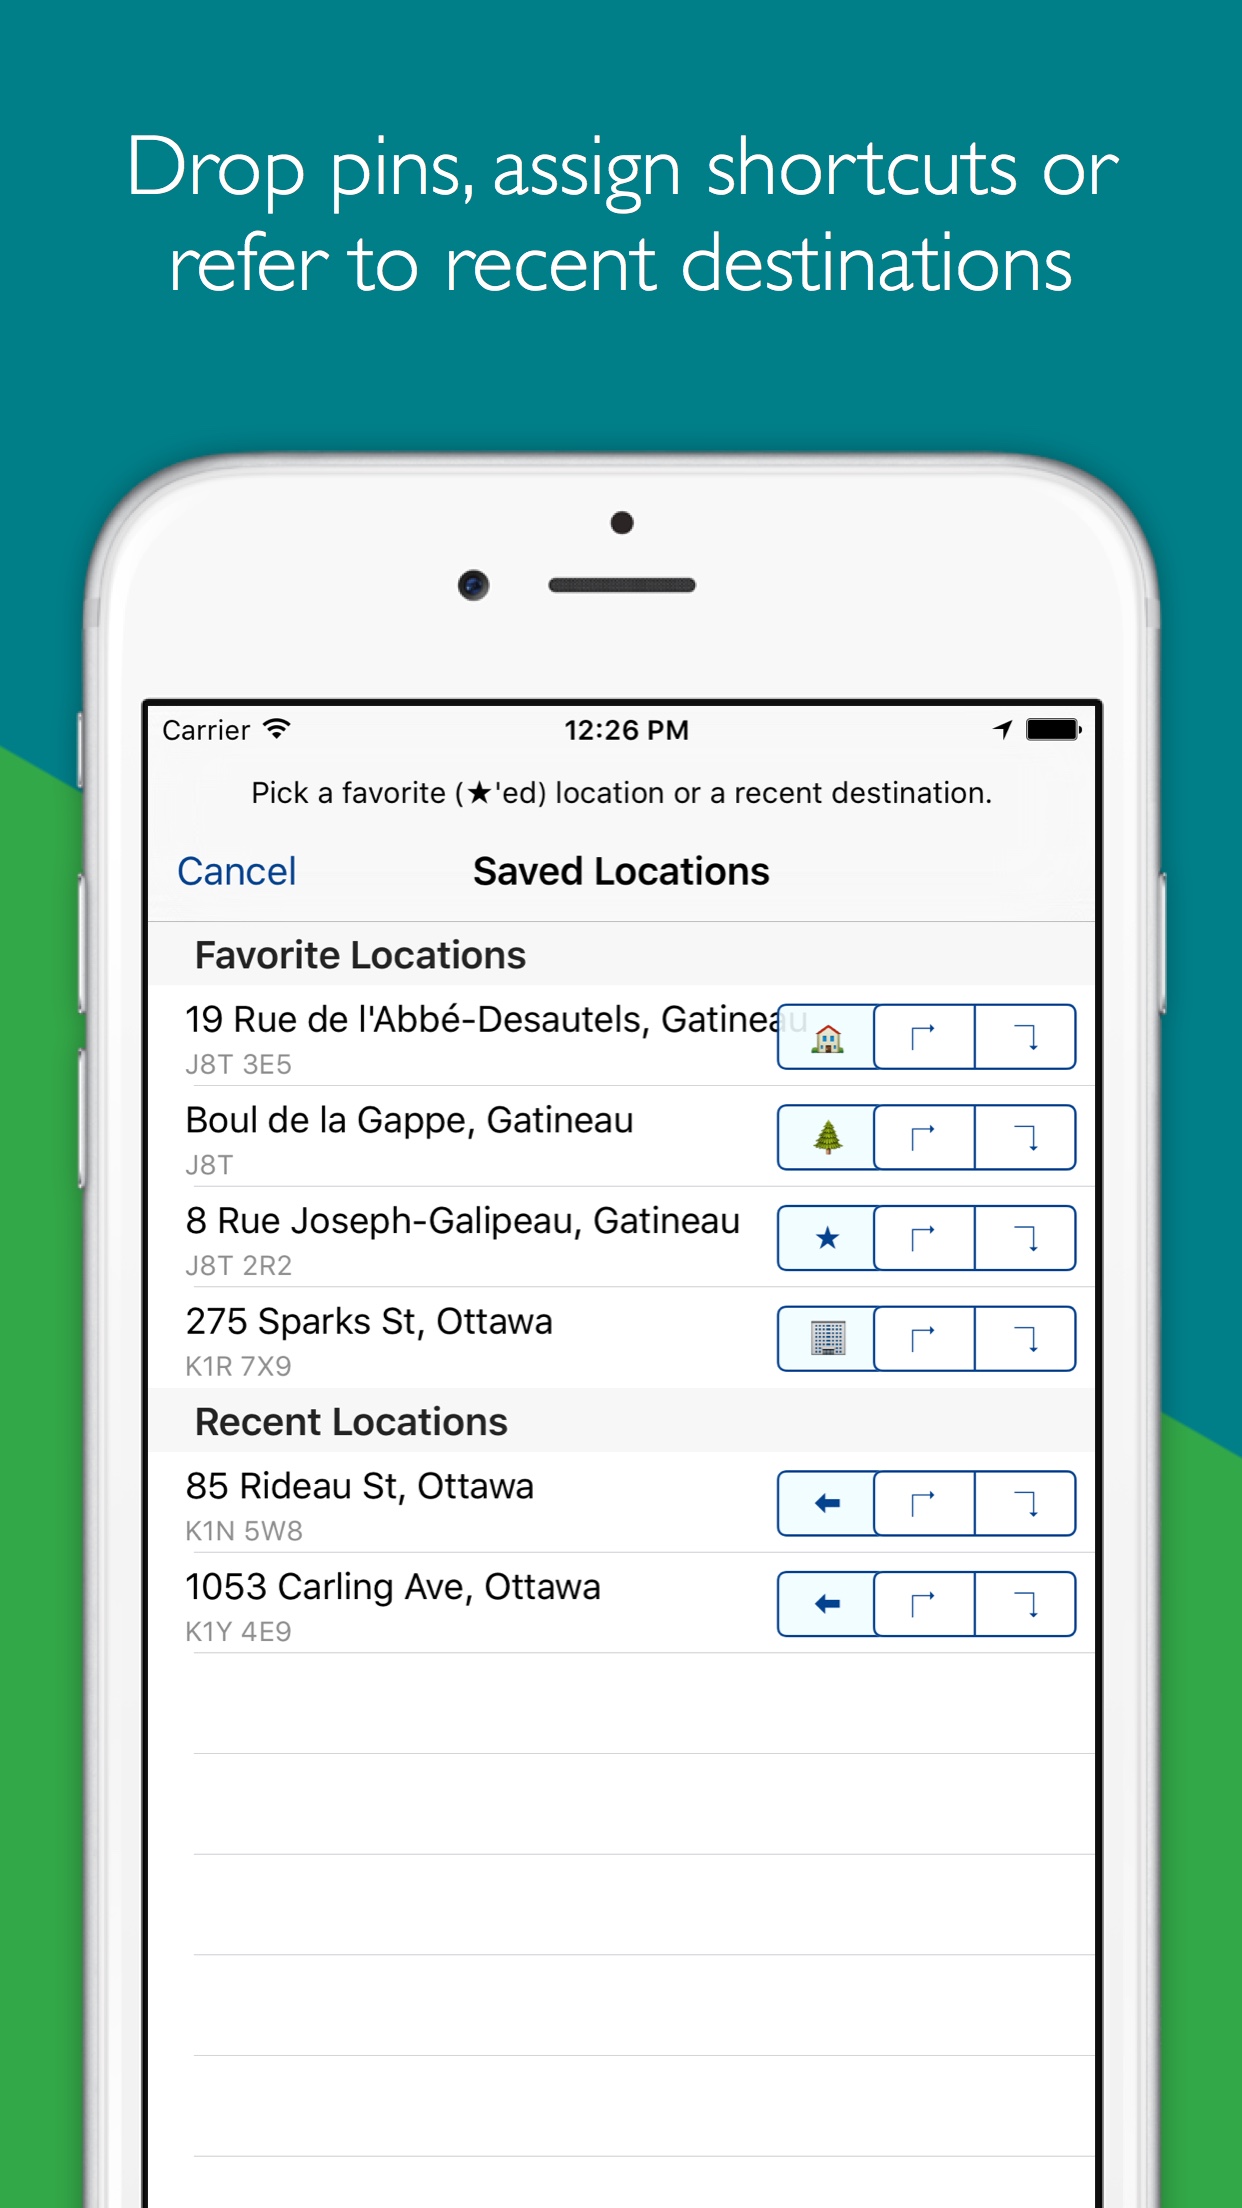 Drop pins, assign shortcuts or
refer to recent destinations
Carrier 12:26 PM
Pick a favorite (★'ed) location or a recent destination.
Cancel Saved Locations
Favorite Locations
19 Rue de l'Abbé-Desautels, Gatineau
J8T 3E5
Boul de la Gappe, Gatineau
J8T
8 Rue Joseph-Galipeau, Gatineau
J8T 2R2
275 Sparks St, Ottawa
K1R 7X9
Recent Locations
85 Rideau St, Ottawa
K1N 5W8
1053 Carling Ave, Ottawa
K1Y 4E9